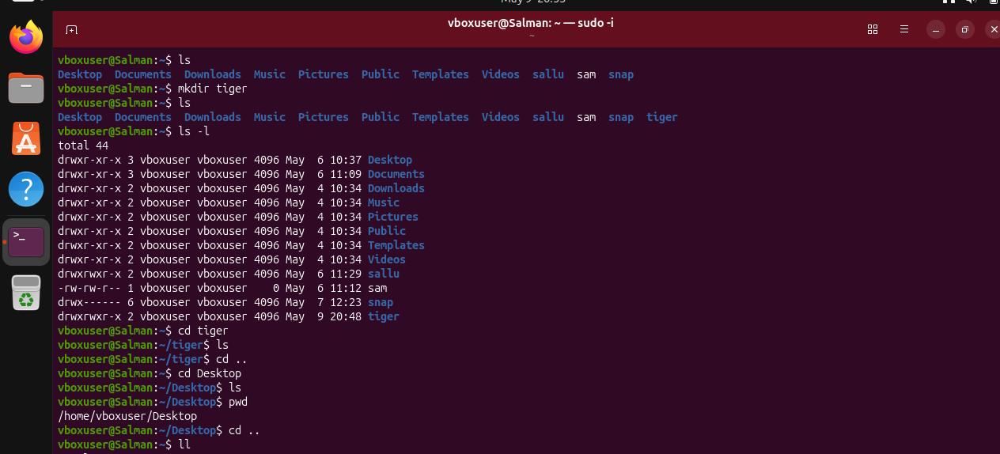 vboxuser@Salman: ~ — sudo -i
~
vboxuser@Salman:~$ ls
Desktop Documents Downloads Music Pictures Public Templates Videos sallu sam snap
vboxuser@Salman:~$ mkdir tiger
vboxuser@Salman:~$ ls
Desktop Documents Downloads Music Pictures Public Templates Videos sallu sam snap tiger
vboxuser@Salman:~$ ls -l
total 44
drwxr-xr-x 3 vboxuser vboxuser 4096 May  6 10:37 Desktop
drwxr-xr-x 3 vboxuser vboxuser 4096 May  6 11:09 Documents
drwxr-xr-x 2 vboxuser vboxuser 4096 May  4 10:34 Downloads
drwxr-xr-x 2 vboxuser vboxuser 4096 May  4 10:34 Music
drwxr-xr-x 2 vboxuser vboxuser 4096 May  4 10:34 Pictures
drwxr-xr-x 2 vboxuser vboxuser 4096 May  4 10:34 Public
drwxr-xr-x 2 vboxuser vboxuser 4096 May  4 10:34 Templates
drwxr-xr-x 2 vboxuser vboxuser 4096 May  4 10:34 Videos
drwxrwxr-x 2 vboxuser vboxuser 4096 May  6 11:29 sallu
-rw-rw-r-- 1 vboxuser vboxuser    0 May  6 11:12 sam
drwx------ 6 vboxuser vboxuser 4096 May  7 12:23 snap
drwxrwxr-x 2 vboxuser vboxuser 4096 May  9 20:48 tiger
vboxuser@Salman:~$ cd tiger
vboxuser@Salman:~/tiger$ ls
vboxuser@Salman:~/tiger$ cd ..
vboxuser@Salman:~$ cd Desktop
vboxuser@Salman:~/Desktop$ ls
vboxuser@Salman:~/Desktop$ pwd
/home/vboxuser/Desktop
vboxuser@Salman:~/Desktop$ cd ..
vboxuser@Salman:~$ ll